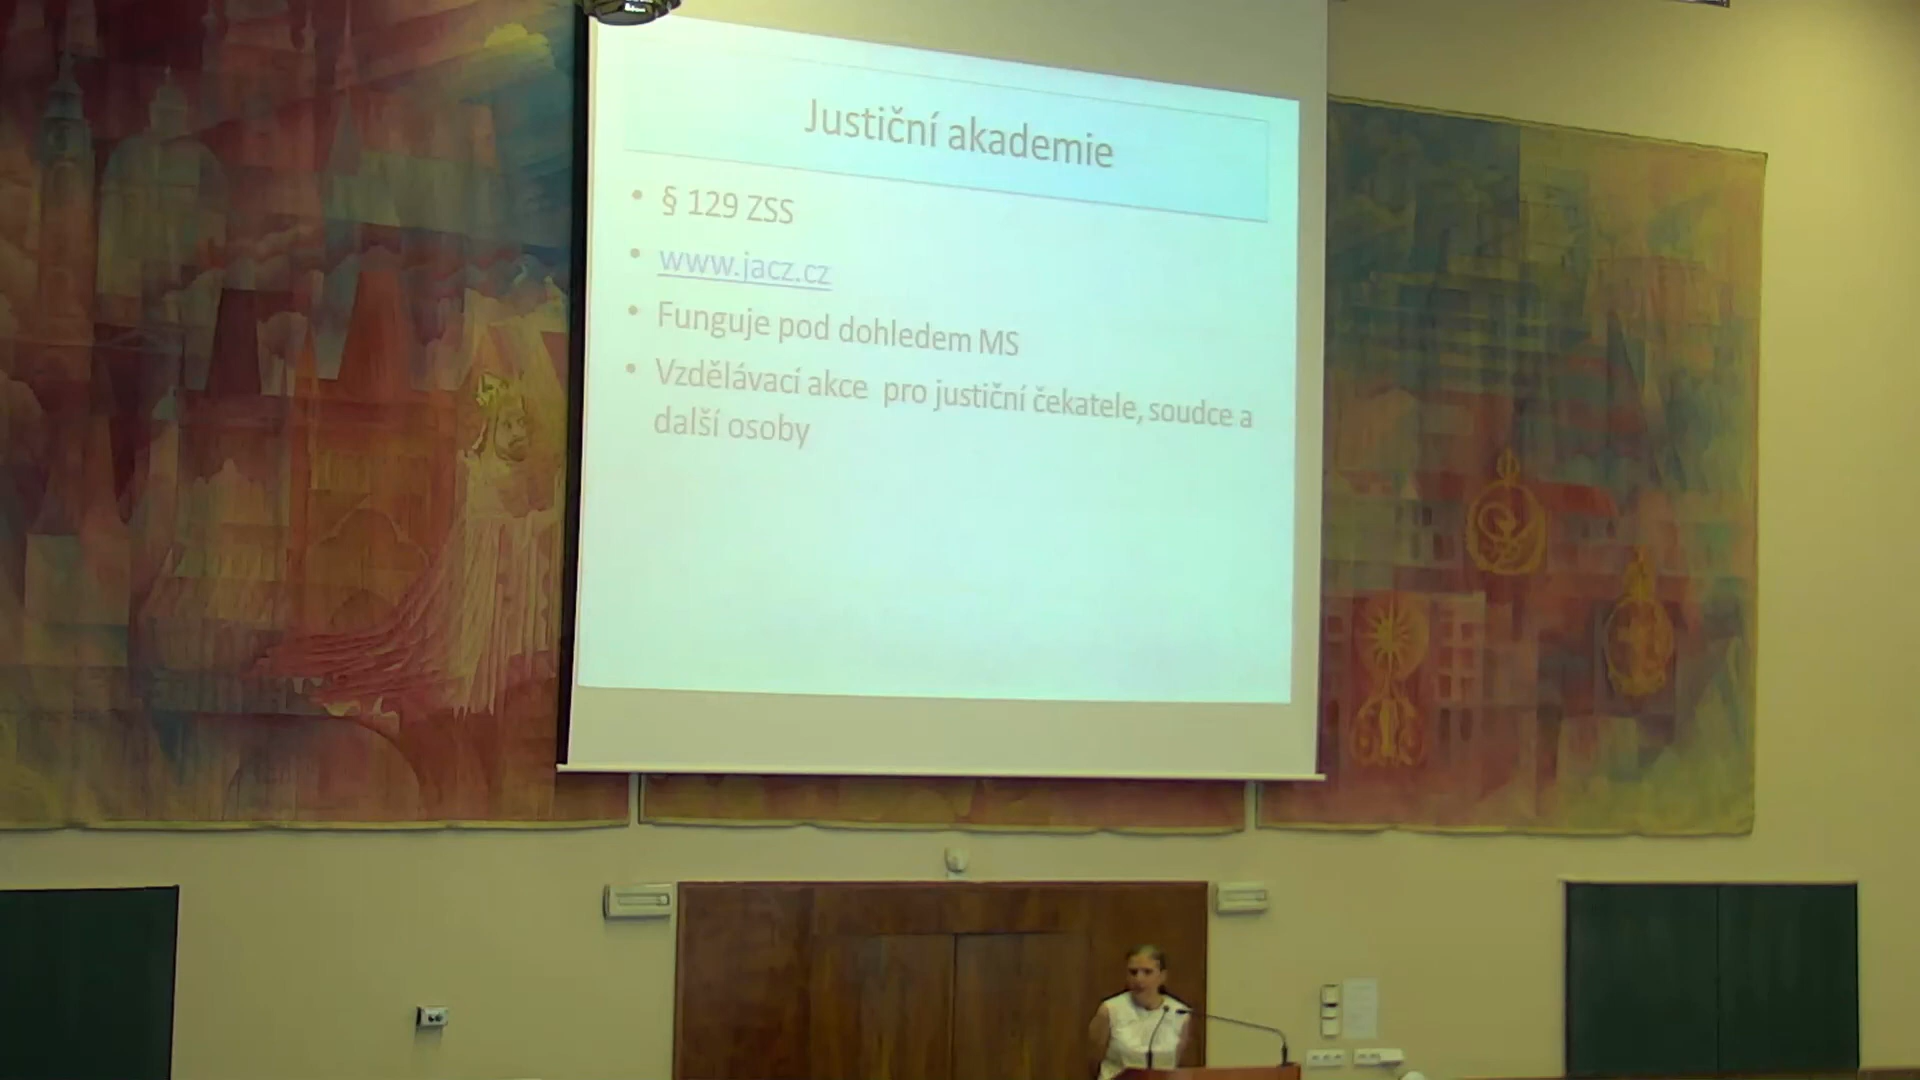 Justiční akademie
• § 129 ZSS
• www.jacz.cz
• Funguje pod dohledem MS
• Vzdělávací akce pro justiční čekatele, soudce a
další osoby